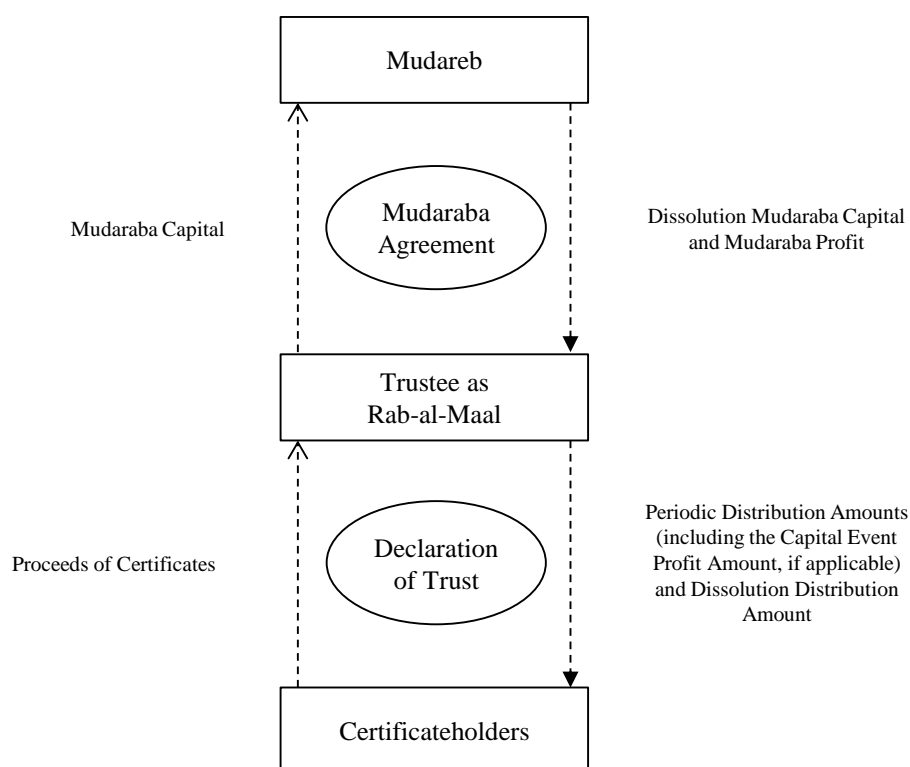 Mudareb
Mudaraba Capital
Mudaraba
Agreement
Dissolution Mudaraba Capital
and Mudaraba Profit
Trustee as
Rab-al-Maal
Proceeds of Certificates
Declaration
of Trust
Periodic Distribution Amounts
(including the Capital Event
Profit Amount, if applicable)
and Dissolution Distribution
Amount
Certificateholders